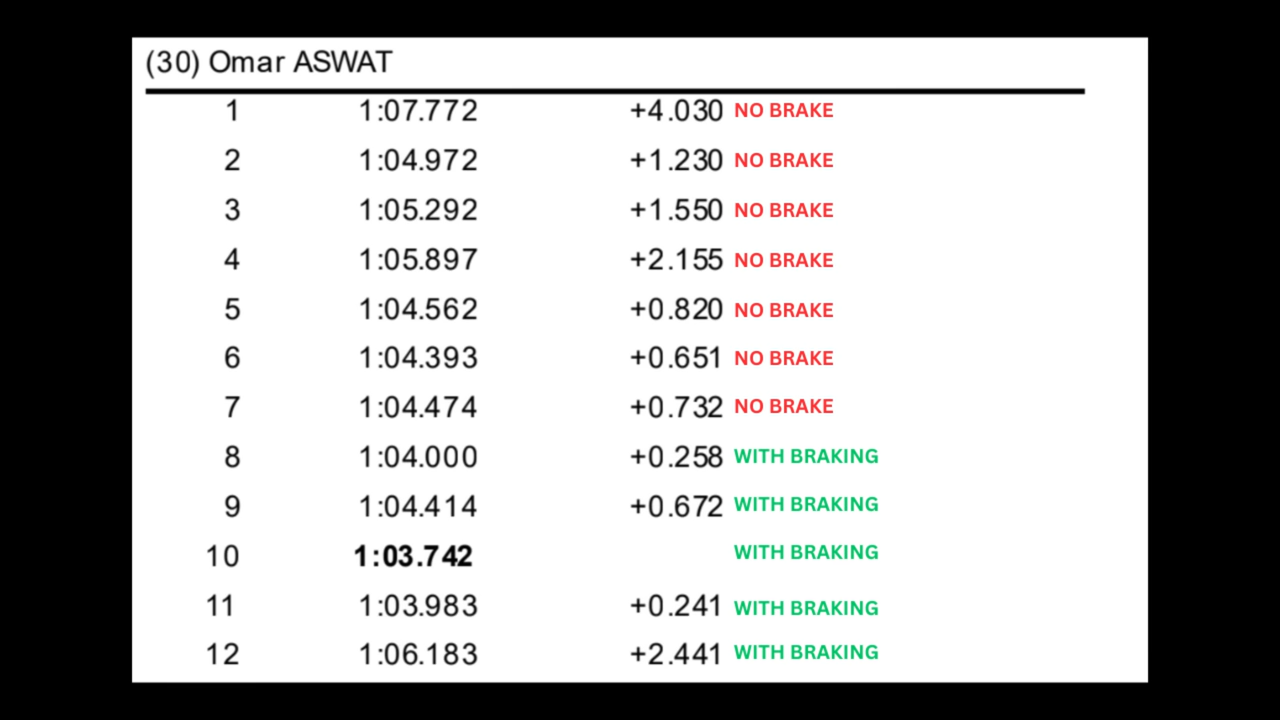 (30) Omar ASWAT
1 1:07.772 +4.030 NO BRAKE
2 1:04.972 +1.230 NO BRAKE
3 1:05.292 +1.550 NO BRAKE
4 1:05.897 +2.155 NO BRAKE
5 1:04.562 +0.820 NO BRAKE
6 1:04.393 +0.651 NO BRAKE
7 1:04.474 +0.732 NO BRAKE
8 1:04.000 +0.258 WITH BRAKING
9 1:04.414 +0.672 WITH BRAKING
10 1:03.742 WITH BRAKING
11 1:03.983 +0.241 WITH BRAKING
12 1:06.183 +2.441 WITH BRAKING